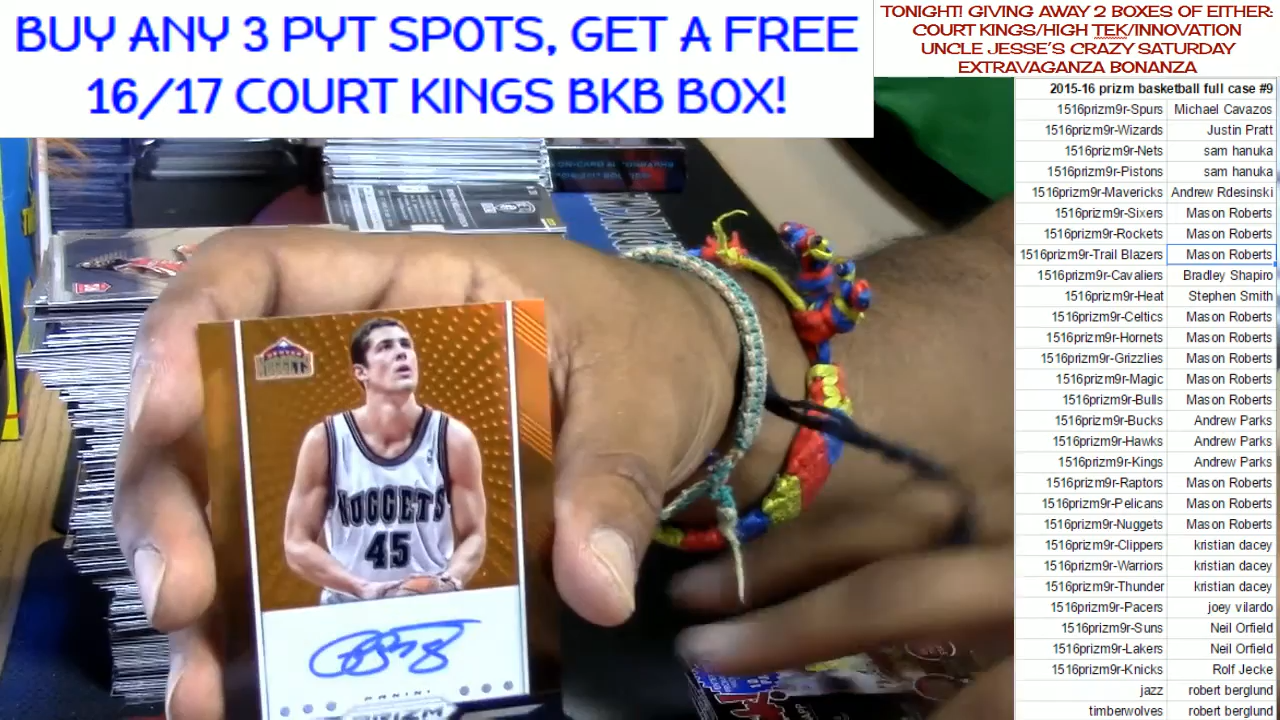 BUY ANY 3 PYT SPOTS, GET A FREE
16/17 COURT KINGS BKB BOX!
TONIGHT! GIVING AWAY 2 BOXES OF EITHER:
COURT KINGS/HIGH TEK/INNOVATION
UNCLE JESSE'S CRAZY SATURDAY
EXTRAVAGANZA BONANZA
2015-16 prizm basketball full case #9
1516prizm9r-Spurs Michael Cavazos
1516prizm9r-Wizards Justin Pratt
1516prizm9r-Nets sam hanuka
1516prizm9r-Pistons sam hanuka
1516prizm9r-Mavericks Andrew Rdesinski
1516prizm9r-Sixers Mason Roberts
1516prizm9r-Rockets Mason Roberts
1516prizm9r-Trail Blazers Mason Roberts
1516prizm9r-Cavaliers Bradley Shapiro
1516prizm9r-Heat Stephen Smith
1516prizm9r-Celtics Mason Roberts
1516prizm9r-Hornets Mason Roberts
1516prizm9r-Grizzlies Mason Roberts
1516prizm9r-Magic Mason Roberts
1516prizm9r-Bulls Mason Roberts
1516prizm9r-Bucks Andrew Parks
1516prizm9r-Hawks Andrew Parks
1516prizm9r-Kings Andrew Parks
1516prizm9r-Raptors Mason Roberts
1516prizm9r-Pelicans Mason Roberts
1516prizm9r-Nuggets Mason Roberts
1516prizm9r-Clippers kristian dacey
1516prizm9r-Warriors kristian dacey
1516prizm9r-Thunder kristian dacey
1516prizm9r-Pacers joey vilardo
1516prizm9r-Suns Neil Orfield
1516prizm9r-Lakers Neil Orfield
1516prizm9r-Knicks Rolf Jecke
jazz robert berglund
timberwolves robert berglund
DENVER
NUGGETS
NUGGETS
45
PANINI
PRIZM